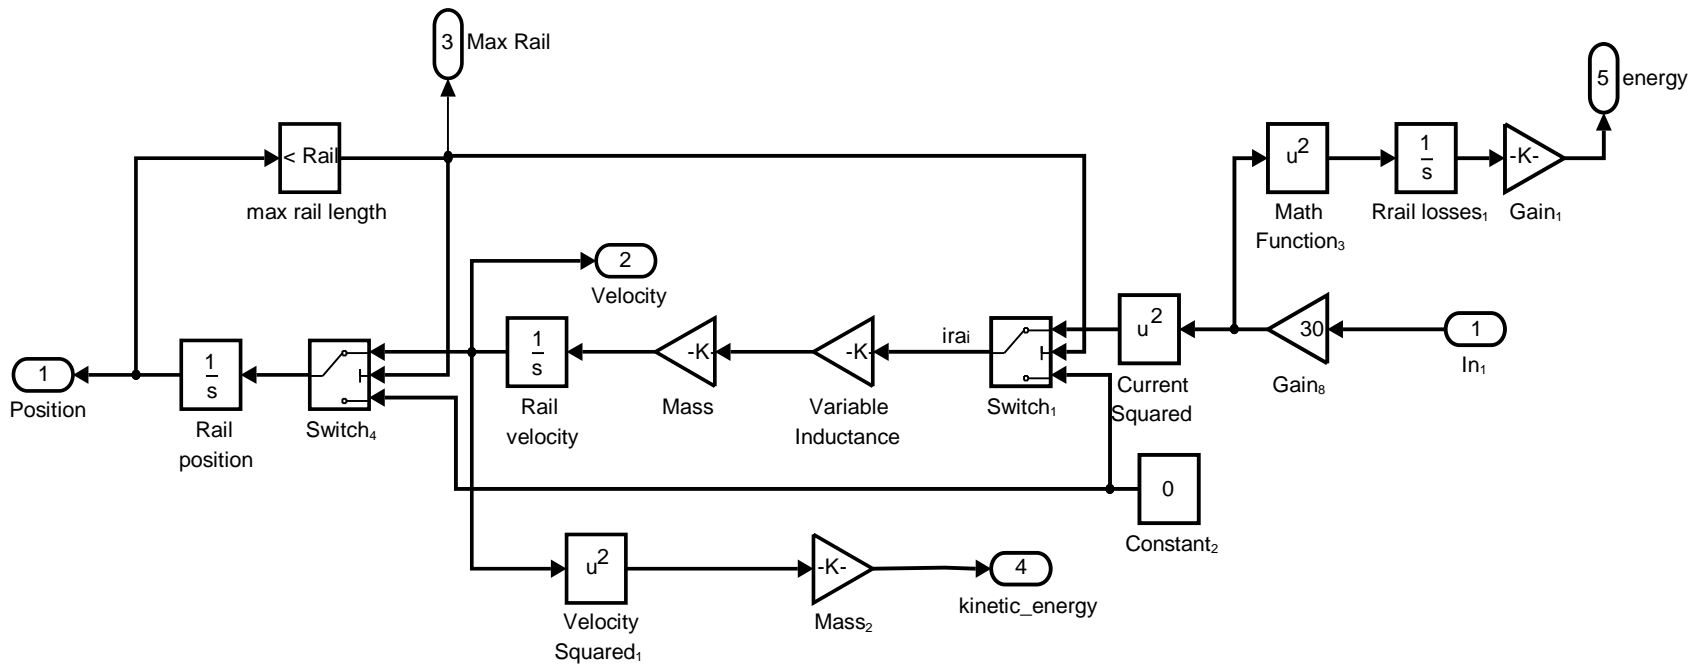 3 Max Rail
5 energy
< Rail
max rail length
u²
Math
Function₃
1
s
Rrail losses₁
-K-
Gain₁
2
Velocity
1
Position
1
s
Rail
position
Switch₄
1
s
Rail
velocity
-K-
Mass
-K-
Variable
Inductance
irai
Switch₁
u²
Current
Squared
30
Gain₈
1
In₁
0
Constant₂
u²
Velocity
Squared₁
-K-
Mass₂
4
kinetic_energy